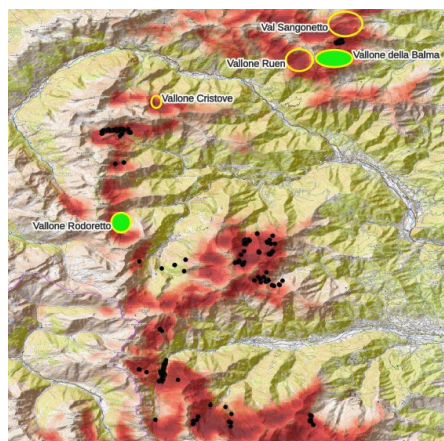 Val Sangonetto
Vallone della Balma
Vallone Ruen
Vallone Cristove
Vallone Rodoretto